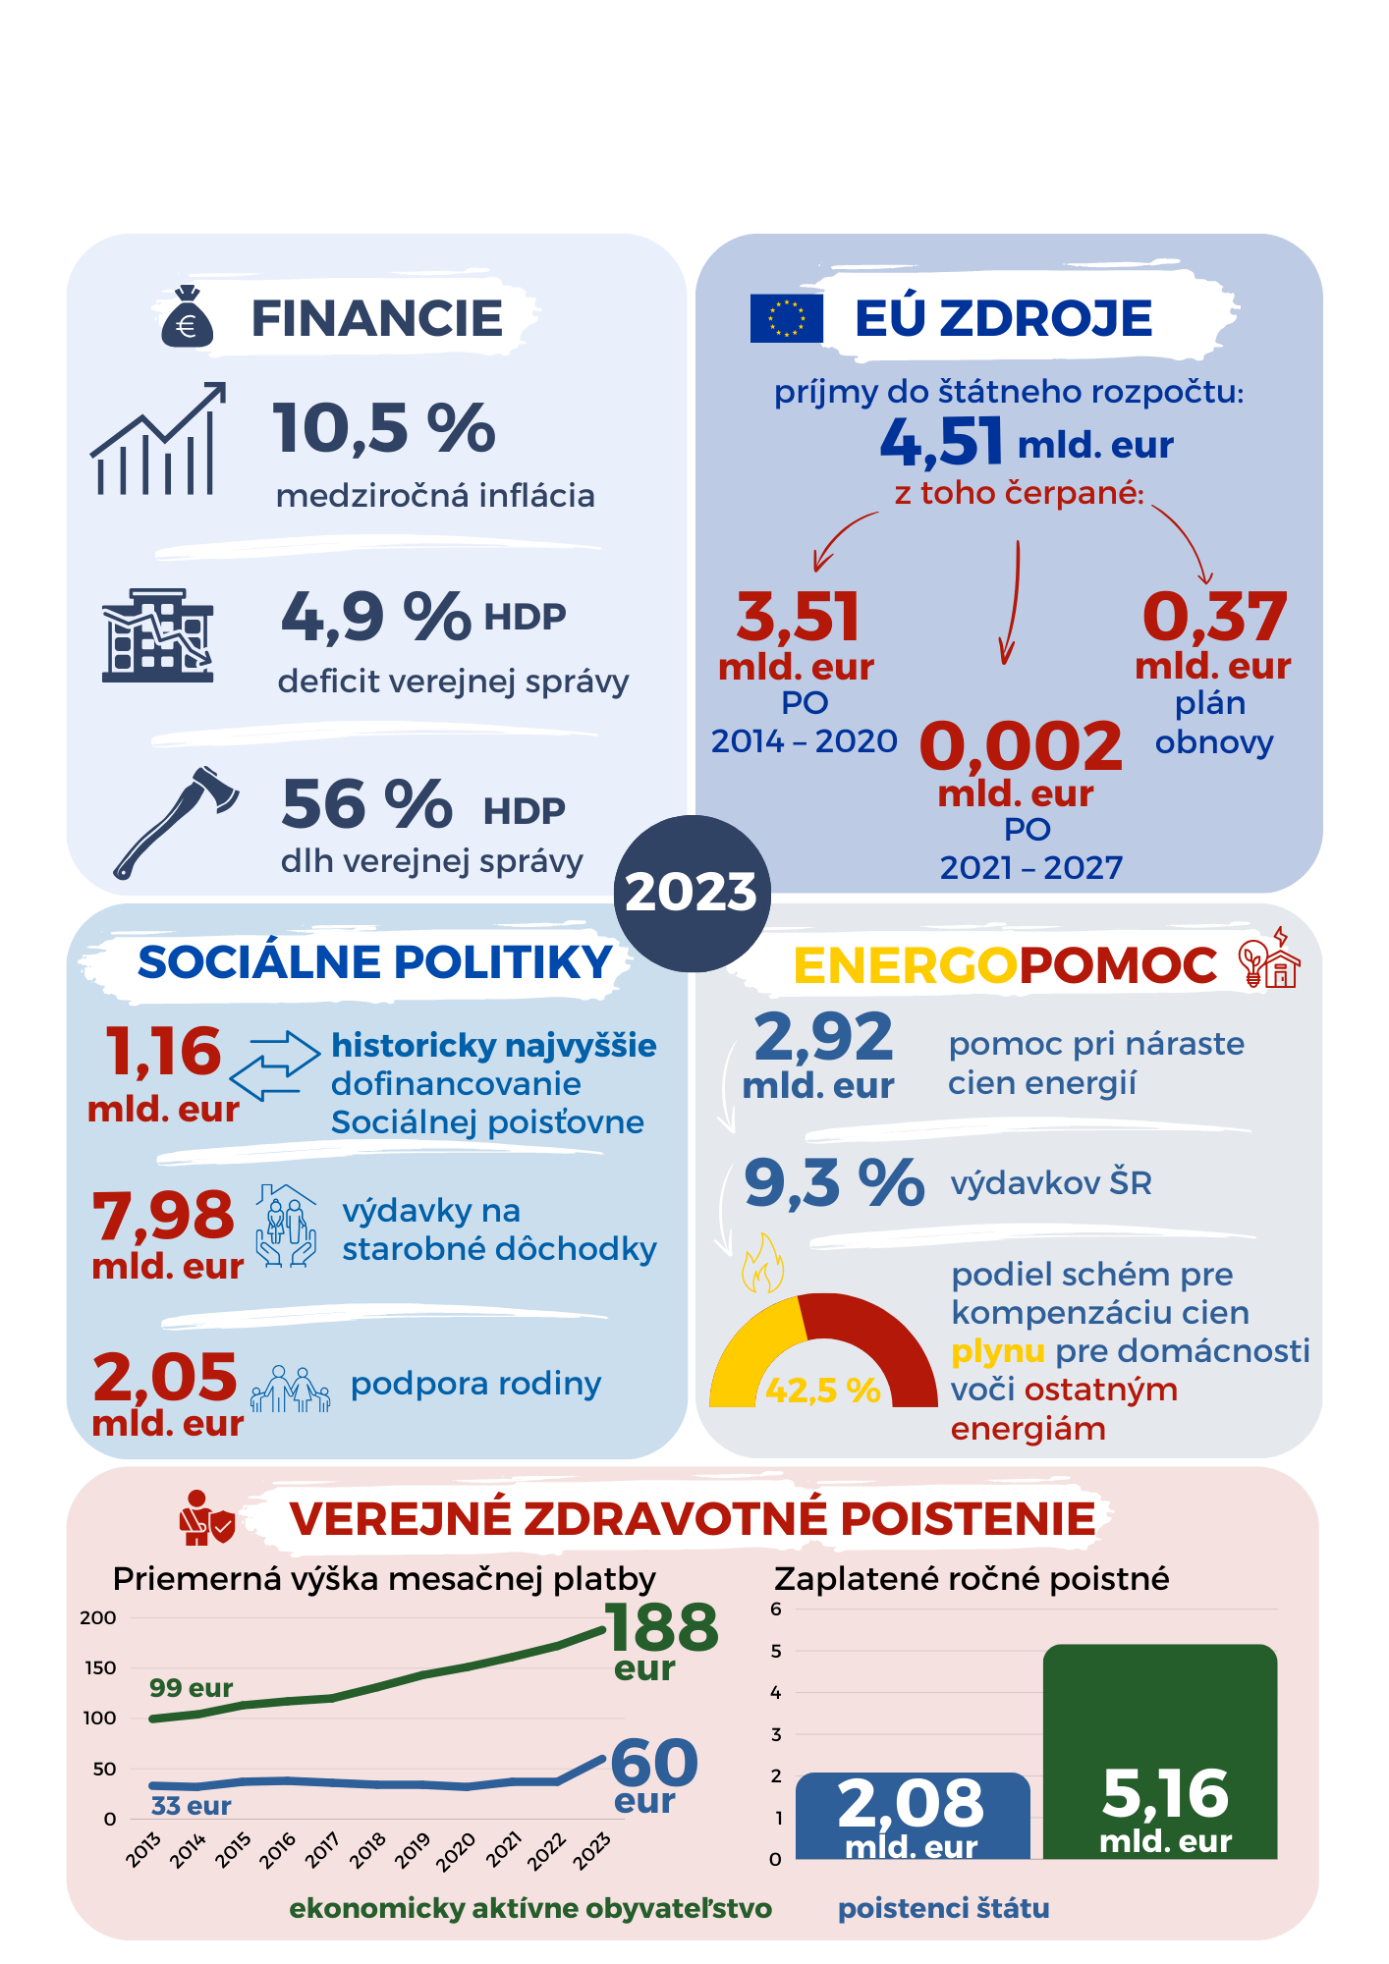 FINANCIE
10,5 %
medziročná inflácia
4,9 % HDP
deficit verejnej správy
56 % HDP
dlh verejnej správy
EÚ ZDROJE
príjmy do štátneho rozpočtu:
4,51 mld. eur
z toho čerpané:
3,51
mld. eur
PO
2014 – 2020
0,002
mld. eur
PO
2021 – 2027
0,37
mld. eur
plán
obnovy
2023
SOCIÁLNE POLITIKY
1,16
mld. eur
historicky najvyššie
dofinancovanie
Sociálnej poisťovne
7,98
mld. eur
výdavky na
starobné dôchodky
2,05
mld. eur
podpora rodiny
ENERGOPOMOC
2,92
mld. eur
pomoc pri náraste
cien energií
9,3 %
výdavkov ŠR
42,5 %
podiel schém pre
kompenzáciu cien
plynu pre domácnosti
voči ostatným
energiám
VEREJNÉ ZDRAVOTNÉ POISTENIE
Priemerná výška mesačnej platby
200
150
100
50
0
99 eur
188
eur
33 eur
60
eur
2013 2014 2015 2016 2017 2018 2019 2020 2021 2022 2023
Zaplatené ročné poistné
6
5
4
3
2
1
0
2,08
mld. eur
5,16
mld. eur
ekonomicky aktívne obyvateľstvo
poistenci štátu